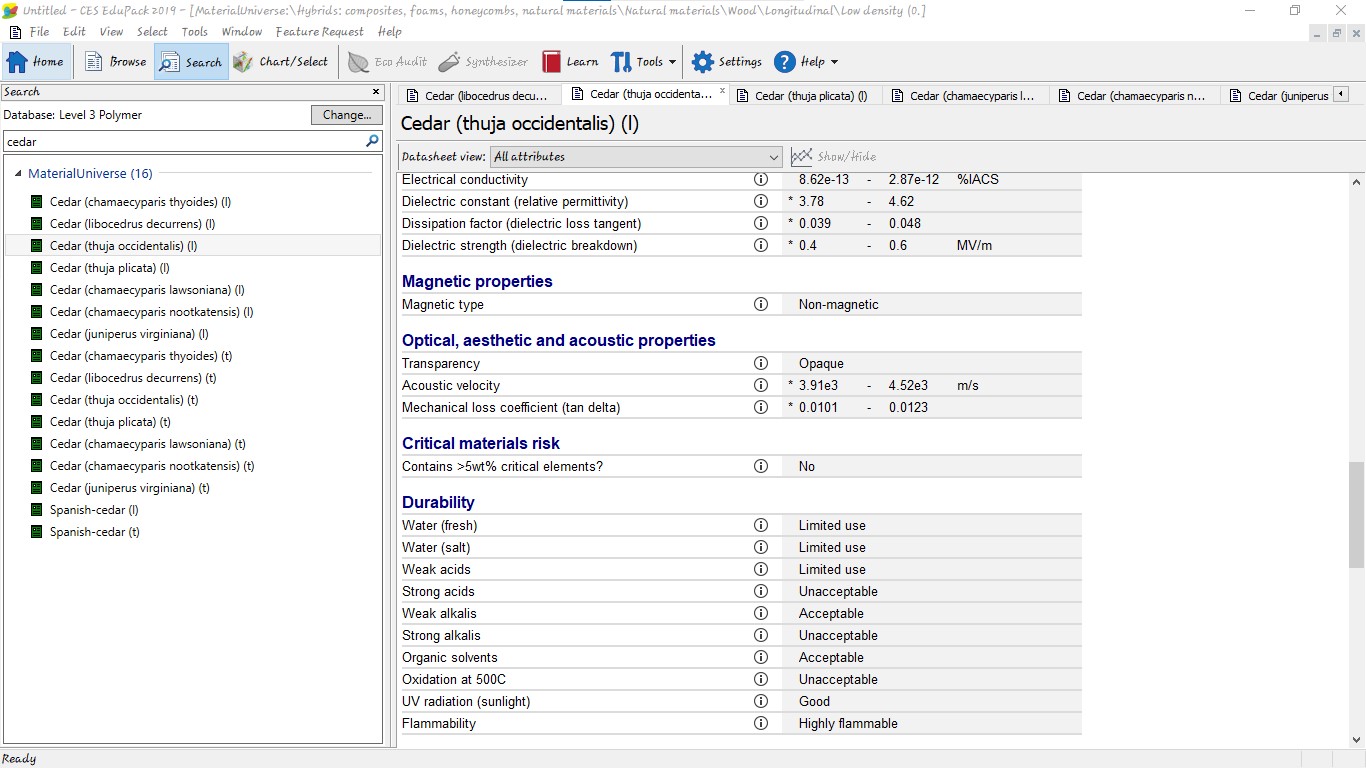 Untitled - CES EduPack 2019 - [MaterialUniverse:\Hybrids: composites, foams, honeycombs, natural materials\Natural materials\Wood\Longitudinal\Low density (0.]
File Edit View Select Tools Window Feature Request Help
Home Browse Search Chart/Select Eco Audit Synthesizer Learn Tools Settings Help
Search
Database: Level 3 Polymer Change...
cedar
MaterialUniverse (16)
Cedar (chamaecyparis thyoides) (l)
Cedar (libocedrus decurrens) (l)
Cedar (thuja occidentalis) (l)
Cedar (thuja plicata) (l)
Cedar (chamaecyparis lawsoniana) (l)
Cedar (chamaecyparis nootkatensis) (l)
Cedar (juniperus virginiana) (l)
Cedar (chamaecyparis thyoides) (t)
Cedar (libocedrus decurrens) (t)
Cedar (thuja occidentalis) (t)
Cedar (thuja plicata) (t)
Cedar (chamaecyparis lawsoniana) (t)
Cedar (chamaecyparis nootkatensis) (t)
Cedar (juniperus virginiana) (t)
Spanish-cedar (l)
Spanish-cedar (t)
Cedar (libocedrus decu... Cedar (thuja occidenta... Cedar (thuja plicata) (l) Cedar (chamaecyparis l... Cedar (chamaecyparis n... Cedar (juniperus
Cedar (thuja occidentalis) (l)
Datasheet view: All attributes Show/Hide
Electrical conductivity 8.62e-13 - 2.87e-12 %IACS
Dielectric constant (relative permittivity) * 3.78 - 4.62
Dissipation factor (dielectric loss tangent) * 0.039 - 0.048
Dielectric strength (dielectric breakdown) * 0.4 - 0.6 MV/m
Magnetic properties
Magnetic type Non-magnetic
Optical, aesthetic and acoustic properties
Transparency Opaque
Acoustic velocity * 3.91e3 - 4.52e3 m/s
Mechanical loss coefficient (tan delta) * 0.0101 - 0.0123
Critical materials risk
Contains >5wt% critical elements? No
Durability
Water (fresh) Limited use
Water (salt) Limited use
Weak acids Limited use
Strong acids Unacceptable
Weak alkalis Acceptable
Strong alkalis Unacceptable
Organic solvents Acceptable
Oxidation at 500C Unacceptable
UV radiation (sunlight) Good
Flammability Highly flammable
Ready